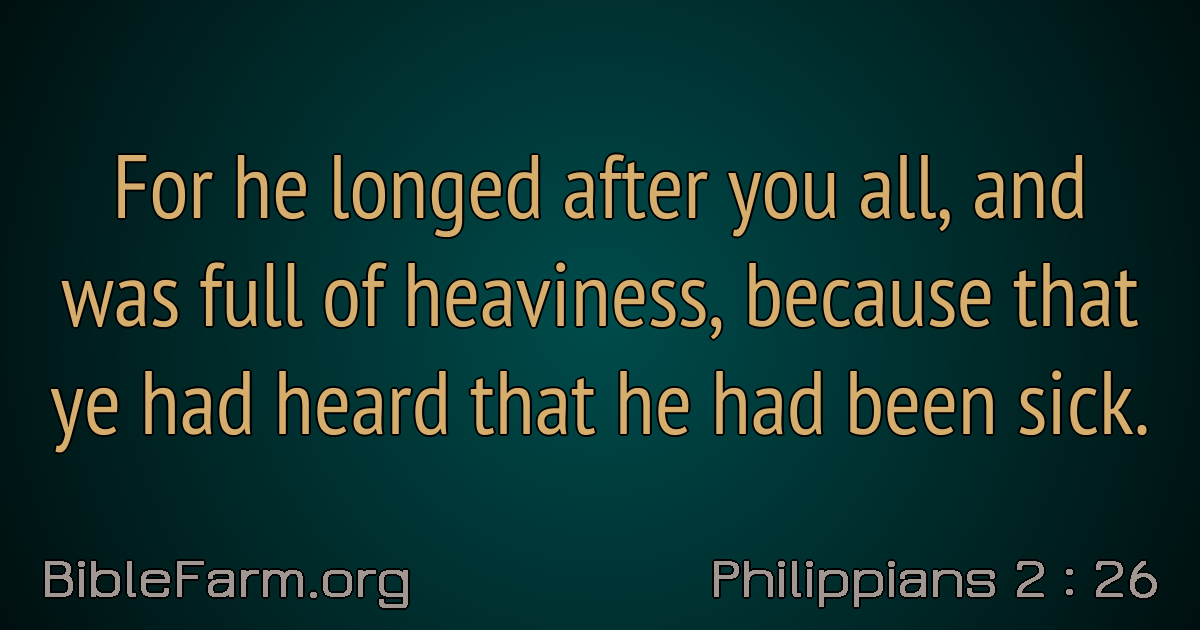 For he longed after you all, and
was full of heaviness, because that
ye had heard that he had been sick.
BibleFarm.org
Philippians 2 : 26